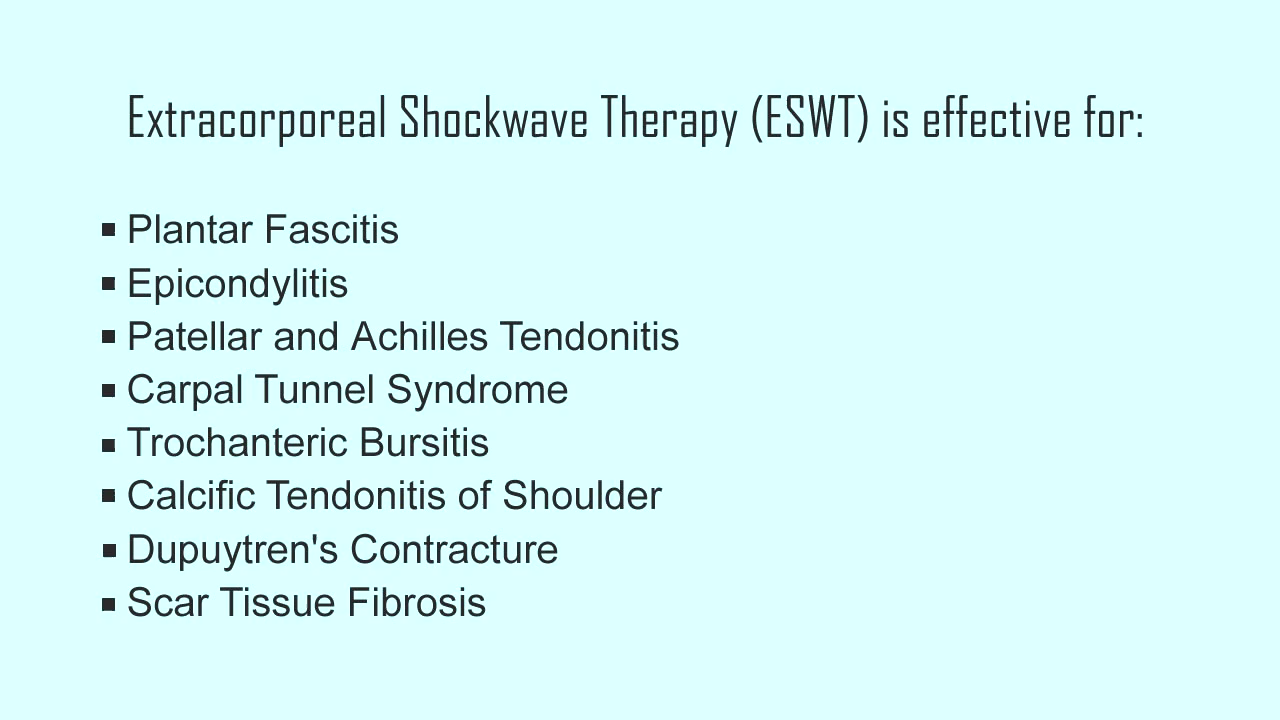 Extracorporeal Shockwave Therapy (ESWT) is effective for:
▪ Plantar Fascitis
▪ Epicondylitis
▪ Patellar and Achilles Tendonitis
▪ Carpal Tunnel Syndrome
▪ Trochanteric Bursitis
▪ Calcific Tendonitis of Shoulder
▪ Dupuytren's Contracture
▪ Scar Tissue Fibrosis